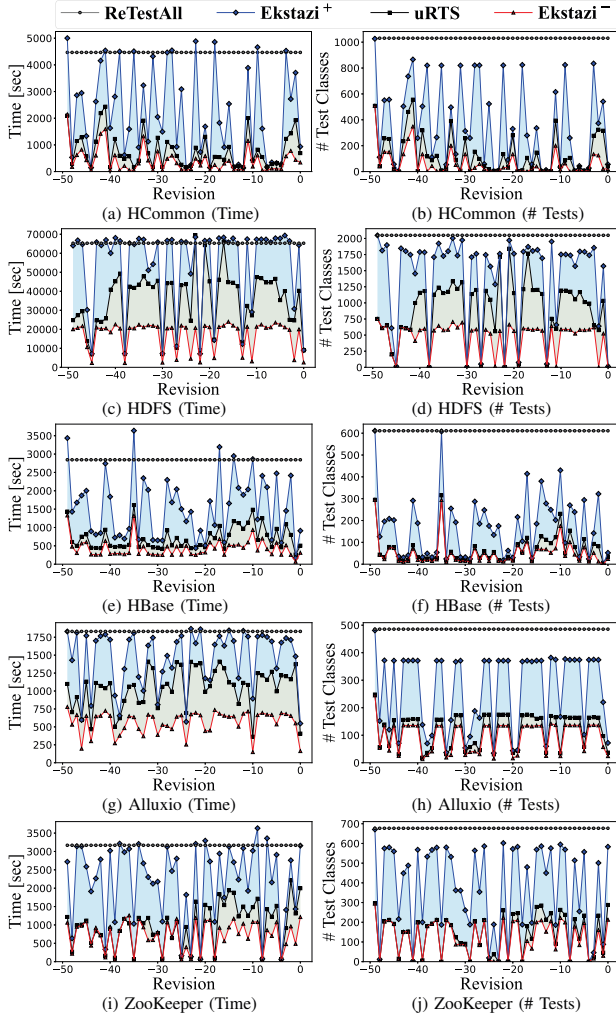 ReTestAll Ekstazi+ uRTS Ekstazi−
Time [sec]
5000
4000
3000
2000
1000
0
−50 −40 −30 −20 −10 0
Revision
(a) HCommon (Time)
# Test Classes
1000
800
600
400
200
0
−50 −40 −30 −20 −10 0
Revision
(b) HCommon (# Tests)
Time [sec]
70000
60000
50000
40000
30000
20000
10000
0
−50 −40 −30 −20 −10 0
Revision
(c) HDFS (Time)
# Test Classes
2000
1750
1500
1250
1000
750
500
250
0
−50 −40 −30 −20 −10 0
Revision
(d) HDFS (# Tests)
Time [sec]
3500
3000
2500
2000
1500
1000
500
0
−50 −40 −30 −20 −10 0
Revision
(e) HBase (Time)
# Test Classes
600
500
400
300
200
100
0
−50 −40 −30 −20 −10 0
Revision
(f) HBase (# Tests)
Time [sec]
1750
1500
1250
1000
750
500
250
0
−50 −40 −30 −20 −10 0
Revision
(g) Alluxio (Time)
# Test Classes
500
400
300
200
100
0
−50 −40 −30 −20 −10 0
Revision
(h) Alluxio (# Tests)
Time [sec]
3500
3000
2500
2000
1500
1000
500
0
−50 −40 −30 −20 −10 0
Revision
(i) ZooKeeper (Time)
# Test Classes
700
600
500
400
300
200
100
0
−50 −40 −30 −20 −10 0
Revision
(j) ZooKeeper (# Tests)